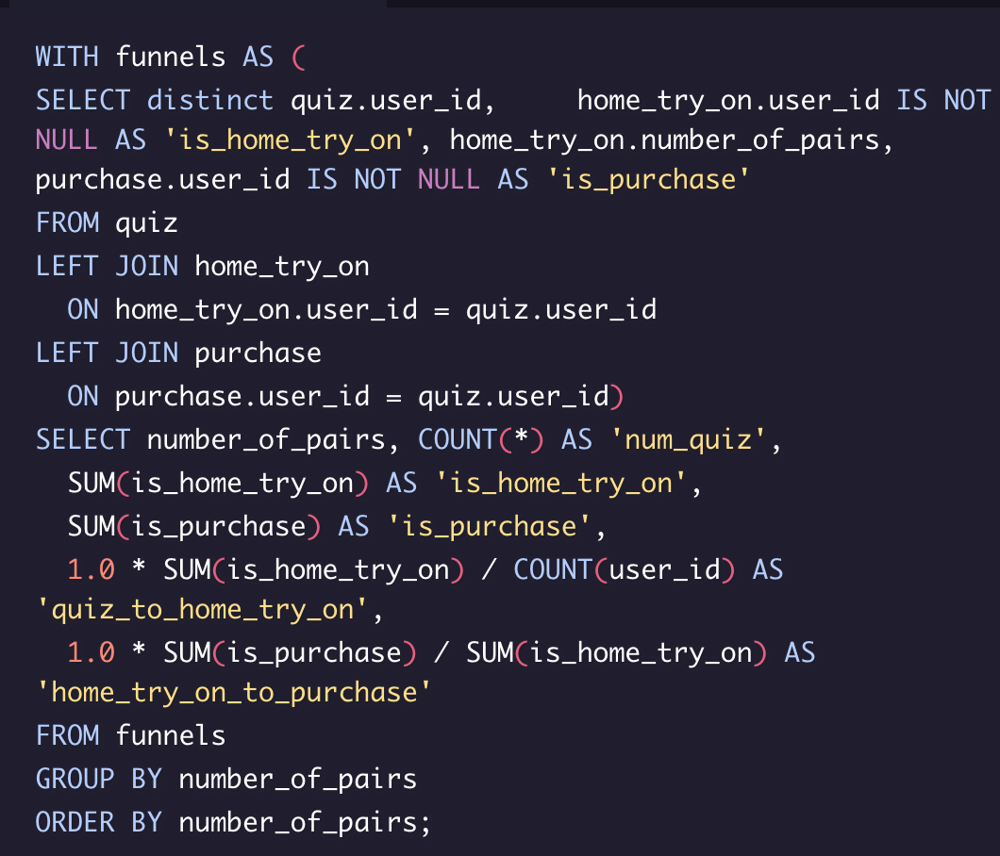 WITH funnels AS (
SELECT distinct quiz.user_id,     home_try_on.user_id IS NOT
NULL AS 'is_home_try_on', home_try_on.number_of_pairs,
purchase.user_id IS NOT NULL AS 'is_purchase'
FROM quiz
LEFT JOIN home_try_on
  ON home_try_on.user_id = quiz.user_id
LEFT JOIN purchase
  ON purchase.user_id = quiz.user_id)
SELECT number_of_pairs, COUNT(*) AS 'num_quiz',
  SUM(is_home_try_on) AS 'is_home_try_on',
  SUM(is_purchase) AS 'is_purchase',
  1.0 * SUM(is_home_try_on) / COUNT(user_id) AS
'quiz_to_home_try_on',
  1.0 * SUM(is_purchase) / SUM(is_home_try_on) AS
'home_try_on_to_purchase'
FROM funnels
GROUP BY number_of_pairs
ORDER BY number_of_pairs;